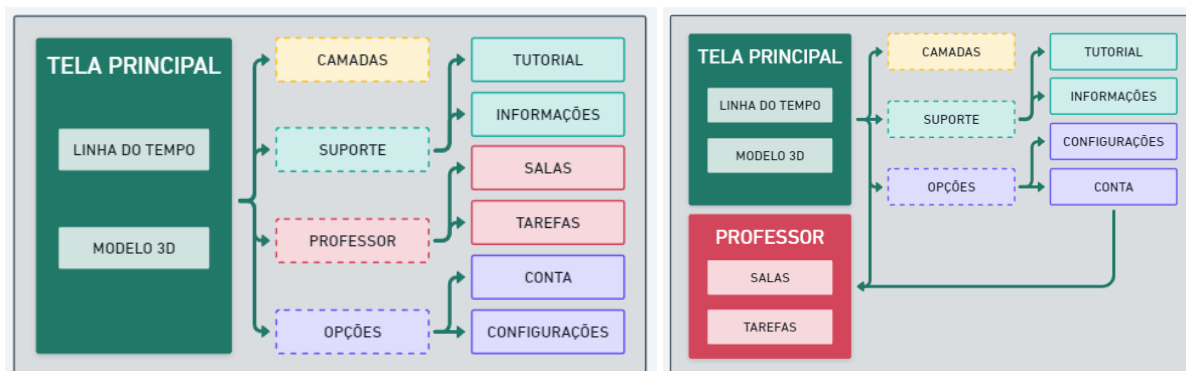 TELA PRINCIPAL
LINHA DO TEMPO
MODELO 3D
CAMADAS
SUPORTE
PROFESSOR
OPÇÕES
TUTORIAL
INFORMAÇÕES
SALAS
TAREFAS
CONTA
CONFIGURAÇÕES
TELA PRINCIPAL
LINHA DO TEMPO
MODELO 3D
PROFESSOR
SALAS
TAREFAS
CAMADAS
SUPORTE
OPÇÕES
TUTORIAL
INFORMAÇÕES
CONFIGURAÇÕES
CONTA